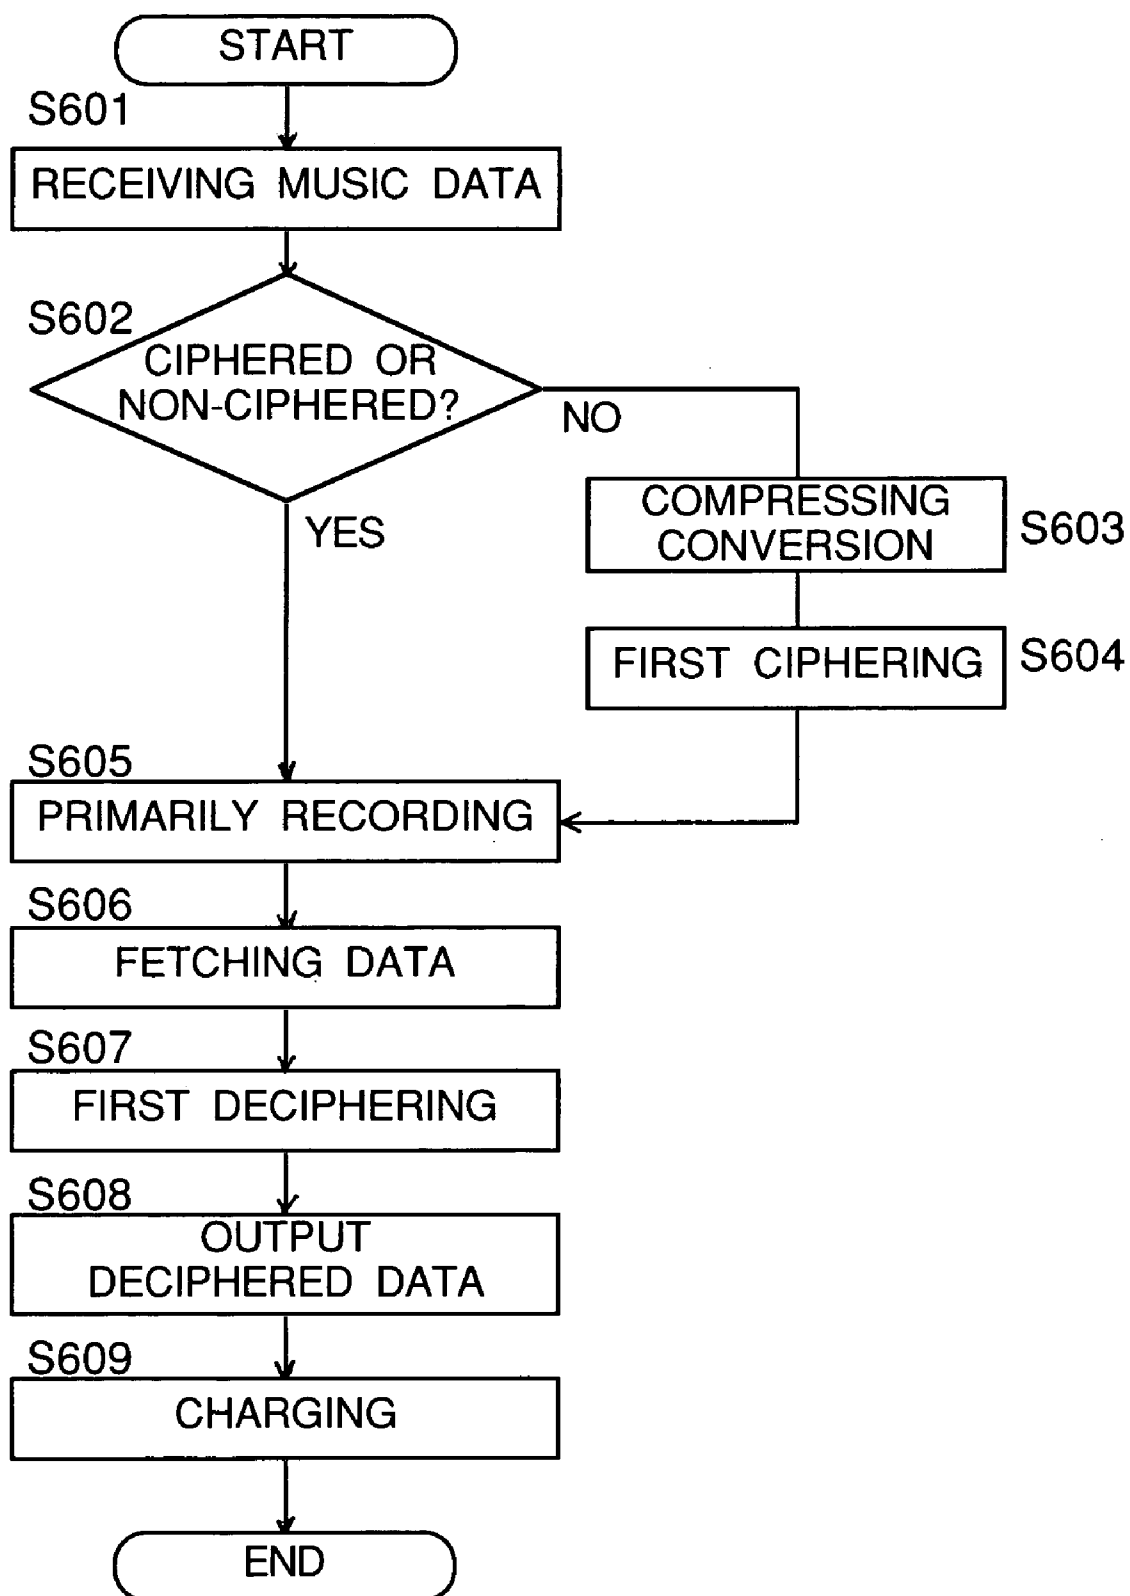 START
S601
RECEIVING MUSIC DATA
S602
CIPHERED OR
NON-CIPHERED?
NO
YES
COMPRESSING
CONVERSION
S603
FIRST CIPHERING
S604
S605
PRIMARILY RECORDING
S606
FETCHING DATA
S607
FIRST DECIPHERING
S608
OUTPUT
DECIPHERED DATA
S609
CHARGING
END